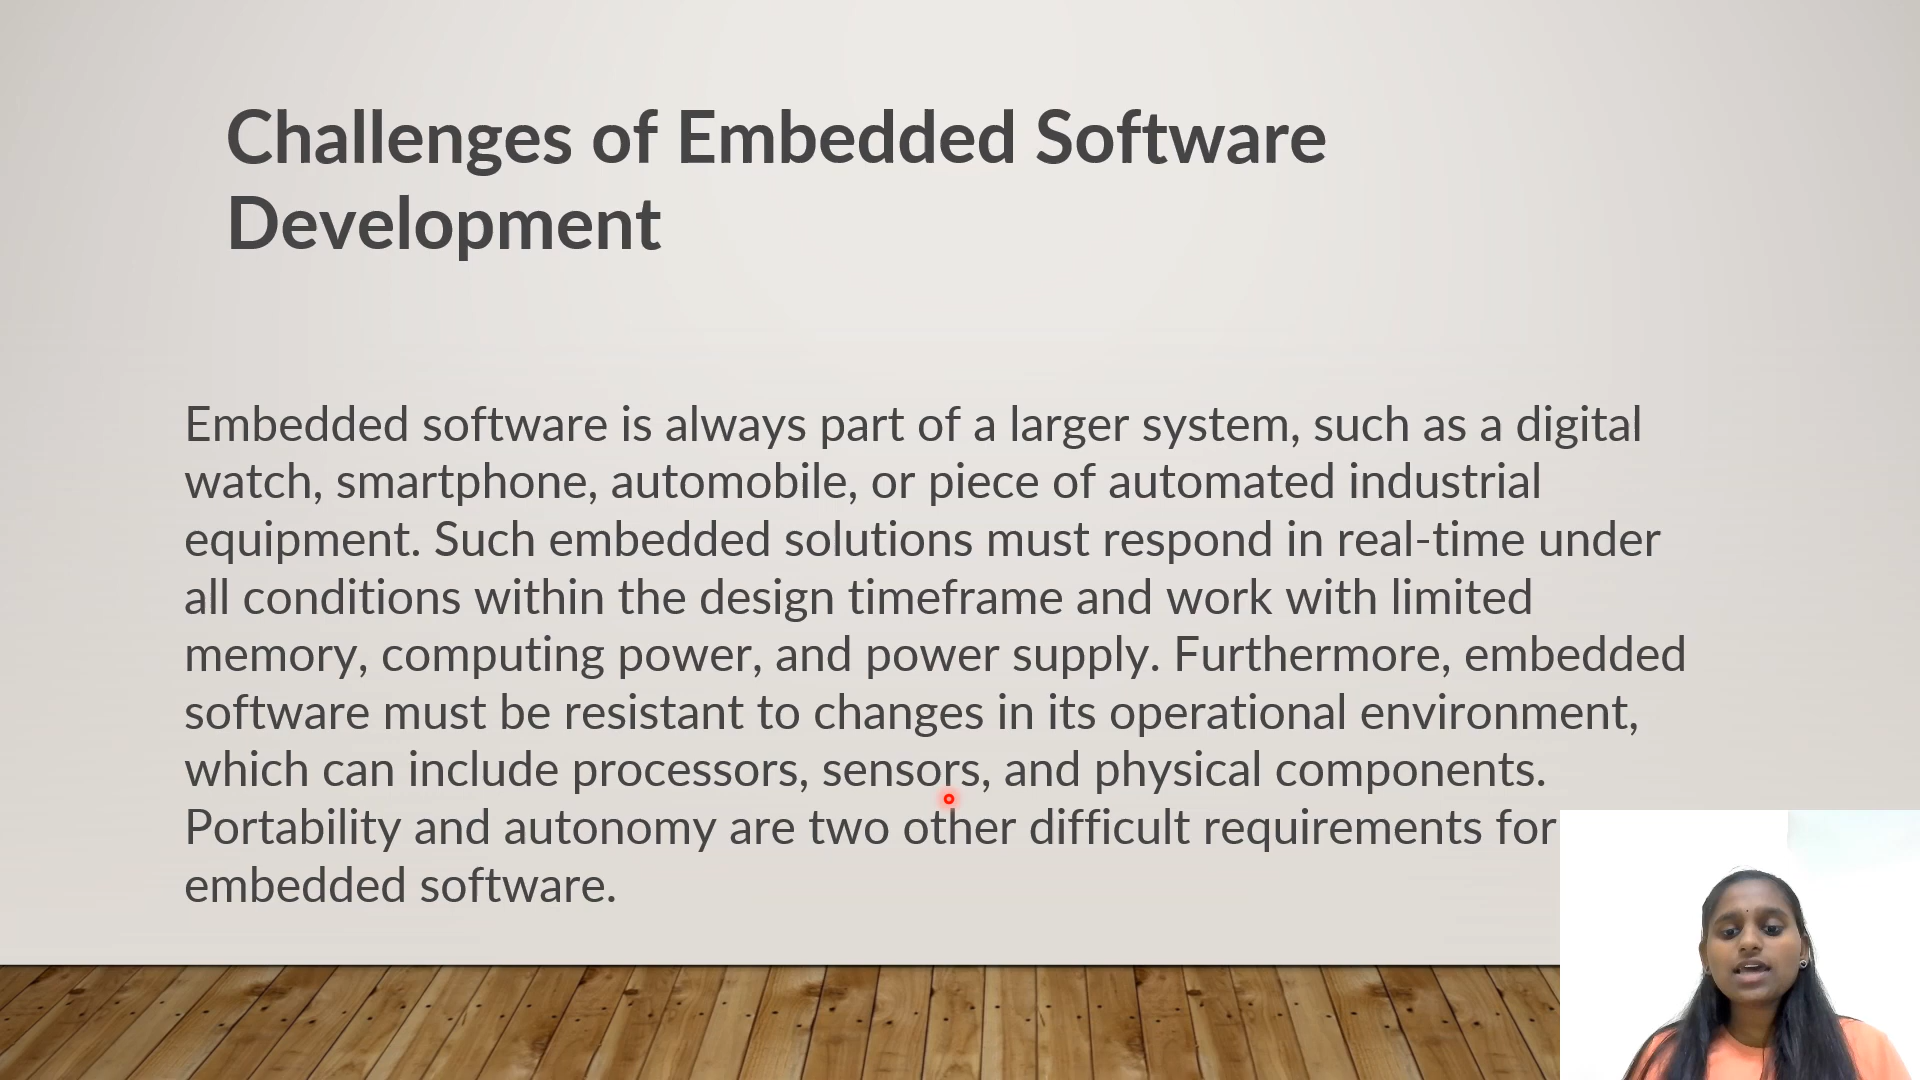 Challenges of Embedded Software
Development
Embedded software is always part of a larger system, such as a digital
watch, smartphone, automobile, or piece of automated industrial
equipment. Such embedded solutions must respond in real-time under
all conditions within the design timeframe and work with limited
memory, computing power, and power supply. Furthermore, embedded
software must be resistant to changes in its operational environment,
which can include processors, sensors, and physical components.
Portability and autonomy are two other difficult requirements for
embedded software.